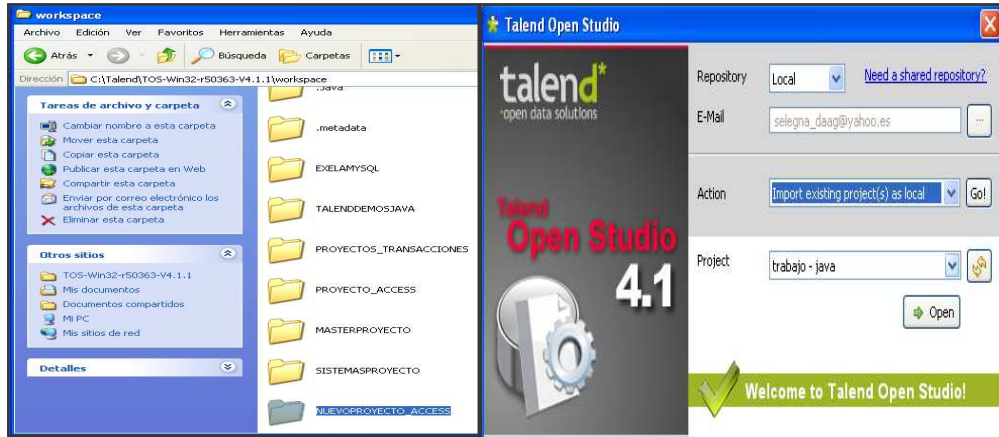 workspace
Archivo Edición Ver Favoritos Herramientas Ayuda
Atrás Búsqueda Carpetas
Dirección C:\Talend\TOS-Win32-r50363-V4.1.1\workspace
Tareas de archivo y carpeta
Cambiar nombre a esta carpeta
Mover esta carpeta
Copiar esta carpeta
Publicar esta carpeta en Web
Compartir esta carpeta
Enviar por correo electrónico los
archivos de esta carpeta
Eliminar esta carpeta
Otros sitios
TOS-Win32-r50363-V4.1.1
Mis documentos
Documentos compartidos
Mi PC
Mis sitios de red
Detalles
.Java
.metadata
EXELAMYSQL
TALENDDEMOSJAVA
PROYECTOS_TRANSACCIONES
PROYECTO_ACCESS
MASTERPROYECTO
SISTEMASPROYECTO
NUEVOPROYECTO_ACCESS
Talend Open Studio
talend*
*open data solutions
Talend
Open Studio
4.1
Repository Local Need a shared repository?
E-Mail selegna_daag@yahoo.es ...
Action Import existing project(s) as local Go!
Project trabajo - java
Open
Welcome to Talend Open Studio!